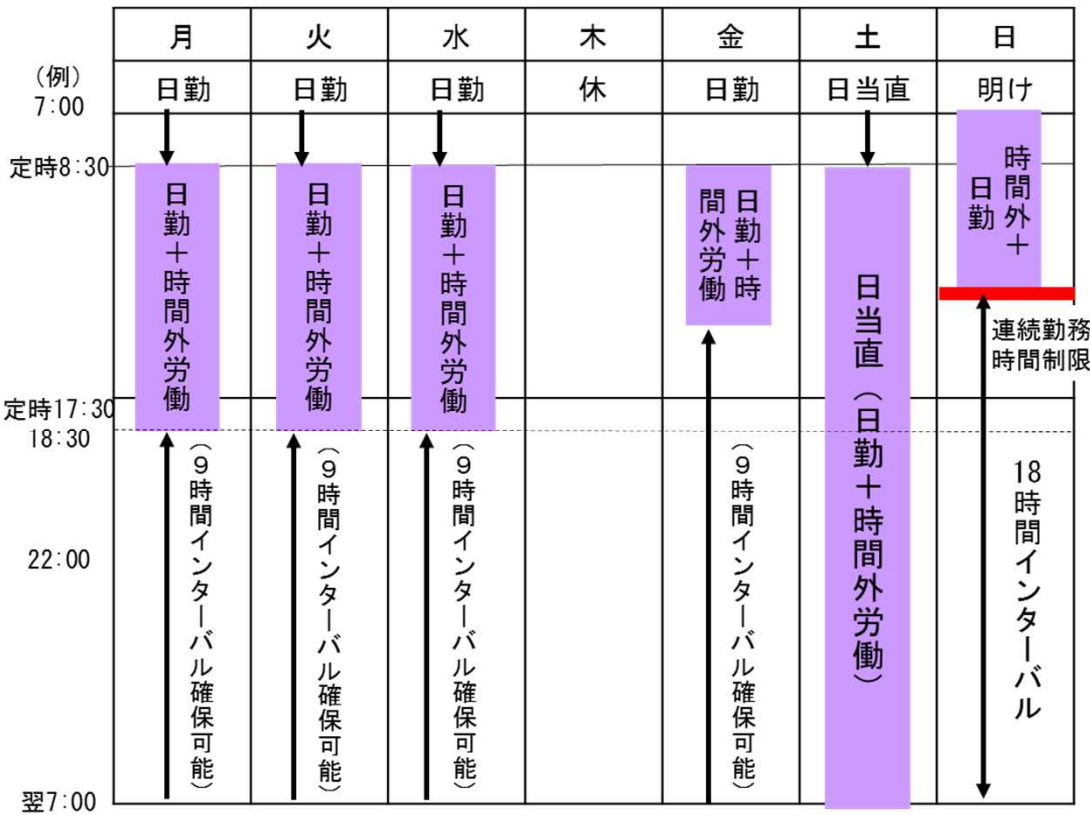 月 火 水 木 金 土 日
(例)
7:00
日勤 日勤 日勤 休 日勤 日当直 明け
定時8:30
定時17:30
18:30
22:00
翌7:00
日勤+時間外労働
(9時間インターバル確保可能)
日勤+時間外労働
(9時間インターバル確保可能)
日勤+時間外労働
(9時間インターバル確保可能)
日勤+時
間外労働
(9時間インターバル確保可能)
日当直(日勤+時間外労働)
時間外+
日勤
連続勤務
時間制限
18時間インターバル